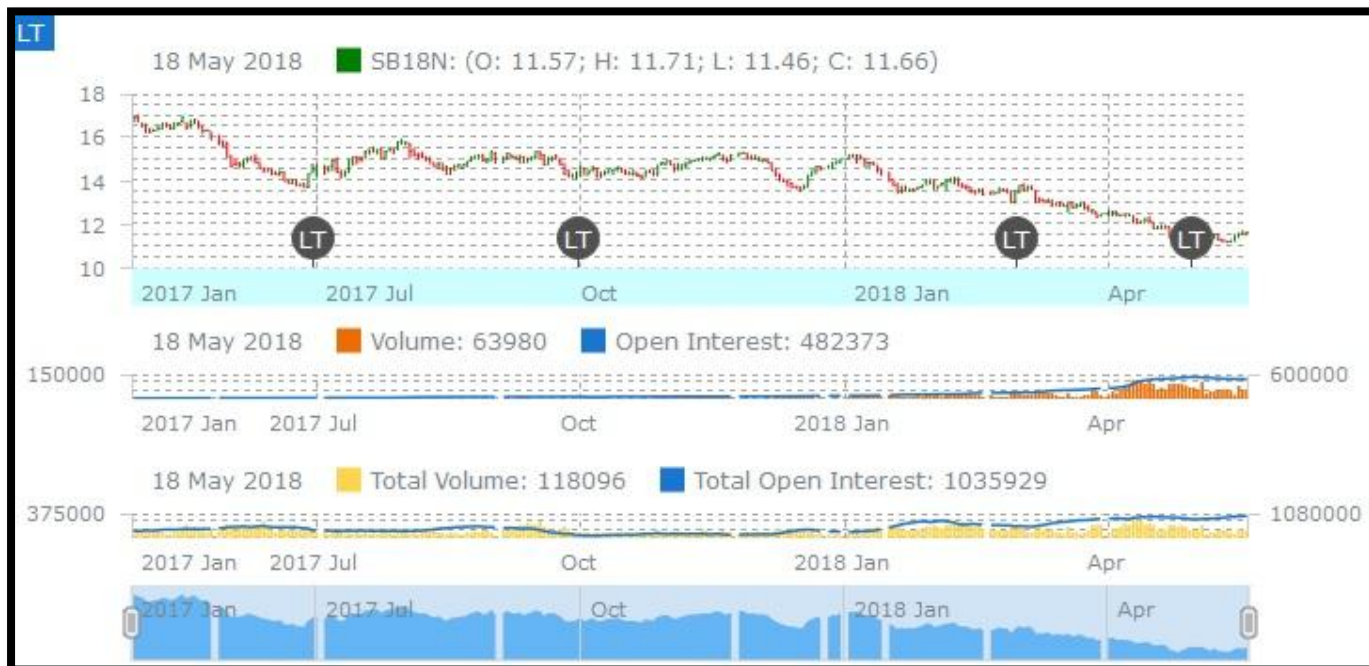 LT
18 May 2018 SB18N: (O: 11.57; H: 11.71; L: 11.46; C: 11.66)
18
16
14
12
10
LT LT LT LT
2017 Jan 2017 Jul Oct 2018 Jan Apr
18 May 2018 Volume: 63980 Open Interest: 482373
150000 600000
2017 Jan 2017 Jul Oct 2018 Jan Apr
18 May 2018 Total Volume: 118096 Total Open Interest: 1035929
375000 1080000
2017 Jan 2017 Jul Oct 2018 Jan Apr
2017 Jan 2017 Jul Oct 2018 Jan Apr